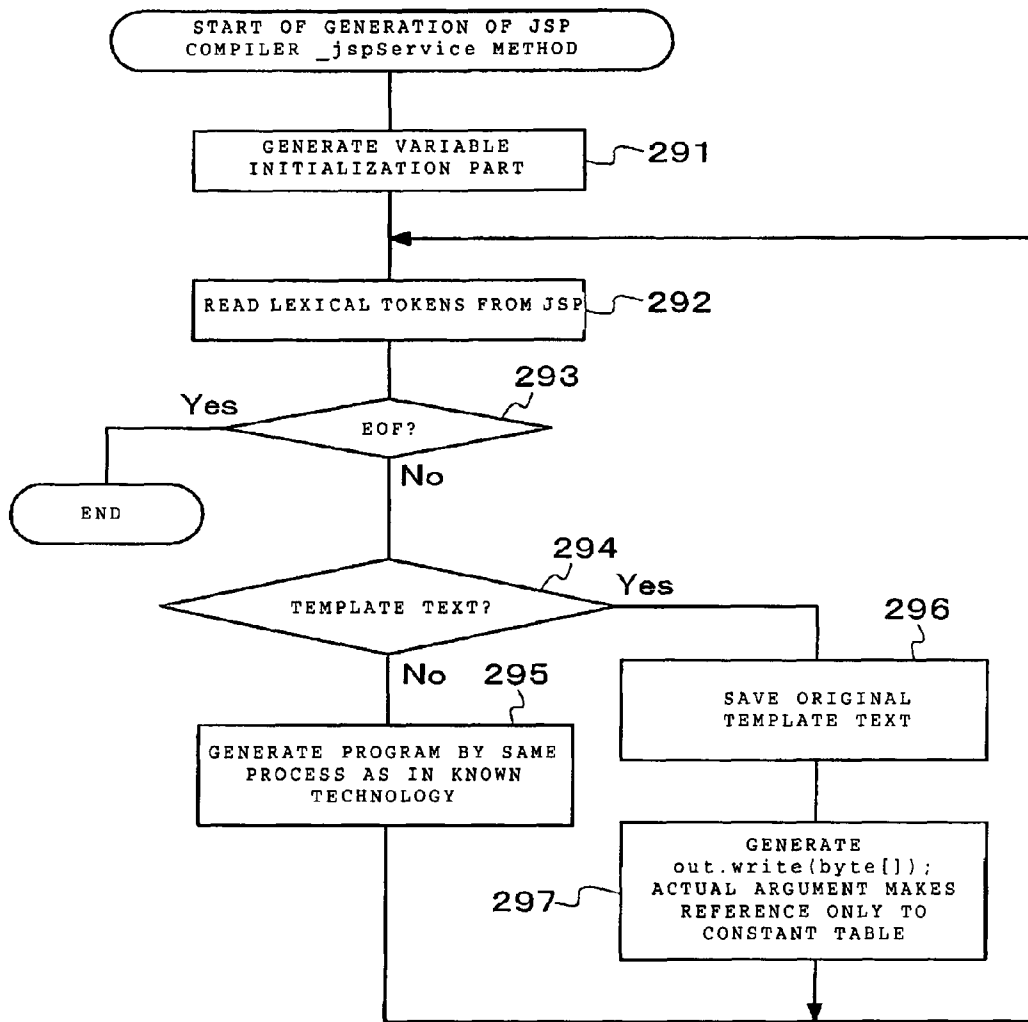 START OF GENERATION OF JSP
COMPILER _jspService METHOD
GENERATE VARIABLE
INITIALIZATION PART
291
READ LEXICAL TOKENS FROM JSP
292
293
Yes
EOF?
No
END
294
Yes
TEMPLATE TEXT?
No
295
296
SAVE ORIGINAL
TEMPLATE TEXT
GENERATE PROGRAM BY SAME
PROCESS AS IN KNOWN
TECHNOLOGY
GENERATE
out.write(byte[]);
ACTUAL ARGUMENT MAKES
REFERENCE ONLY TO
CONSTANT TABLE
297